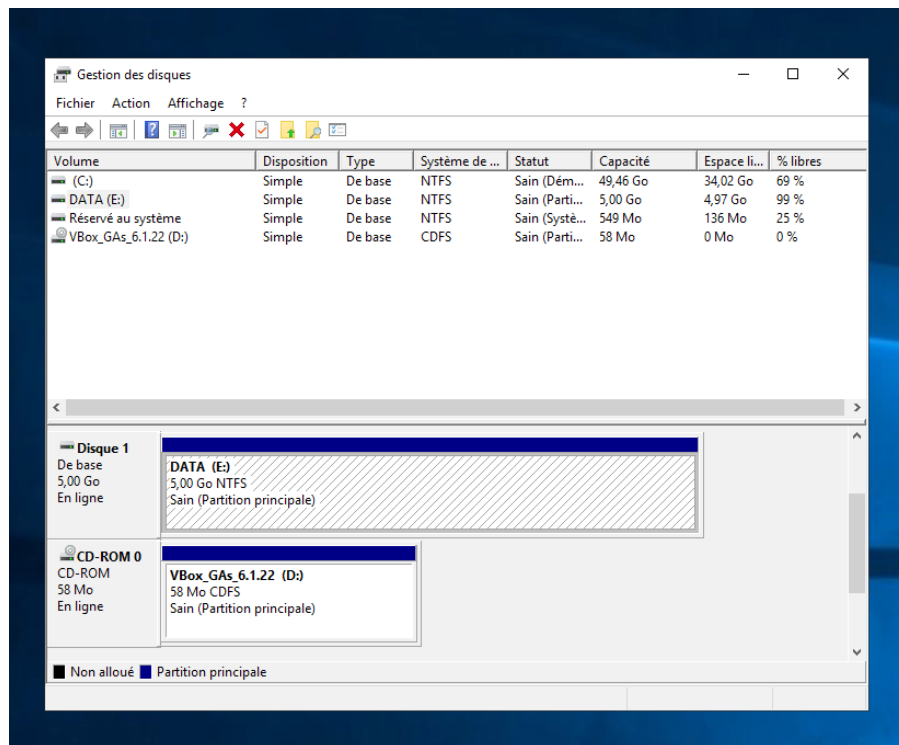 Gestion des disques
Fichier Action Affichage ?
Volume Disposition Type Système de ... Statut Capacité Espace li... % libres
(C:) Simple De base NTFS Sain (Dém... 49,46 Go 34,02 Go 69 %
DATA (E:) Simple De base NTFS Sain (Parti... 5,00 Go 4,97 Go 99 %
Réservé au système Simple De base NTFS Sain (Systè... 549 Mo 136 Mo 25 %
VBox_GAs_6.1.22 (D:) Simple De base CDFS Sain (Parti... 58 Mo 0 Mo 0 %
Disque 1
De base
5,00 Go
En ligne
DATA (E:)
5,00 Go NTFS
Sain (Partition principale)
CD-ROM 0
CD-ROM
58 Mo
En ligne
VBox_GAs_6.1.22 (D:)
58 Mo CDFS
Sain (Partition principale)
Non alloué Partition principale